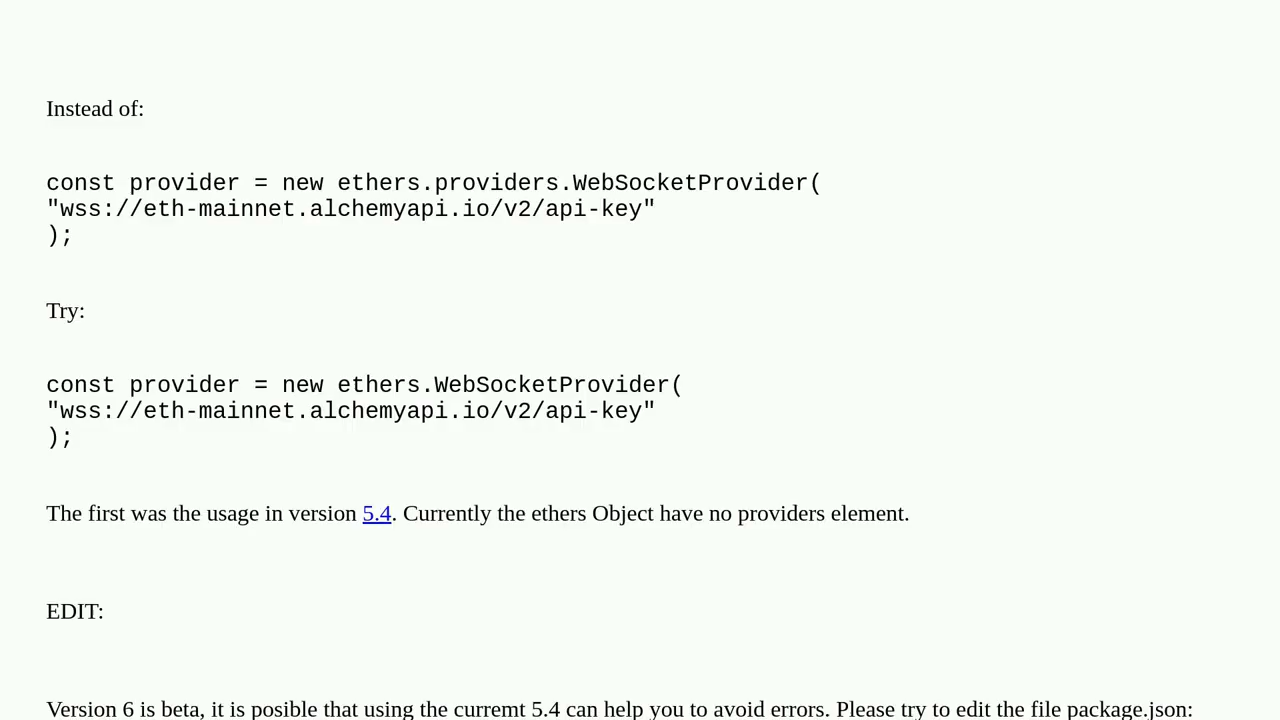 Instead of:
const provider = new ethers.providers.WebSocketProvider(
"wss://eth-mainnet.alchemyapi.io/v2/api-key"
);
Try:
const provider = new ethers.WebSocketProvider(
"wss://eth-mainnet.alchemyapi.io/v2/api-key"
);
The first was the usage in version 5.4. Currently the ethers Object have no providers element.
EDIT:
Version 6 is beta, it is posible that using the curremt 5.4 can help you to avoid errors. Please try to edit the file package.json: